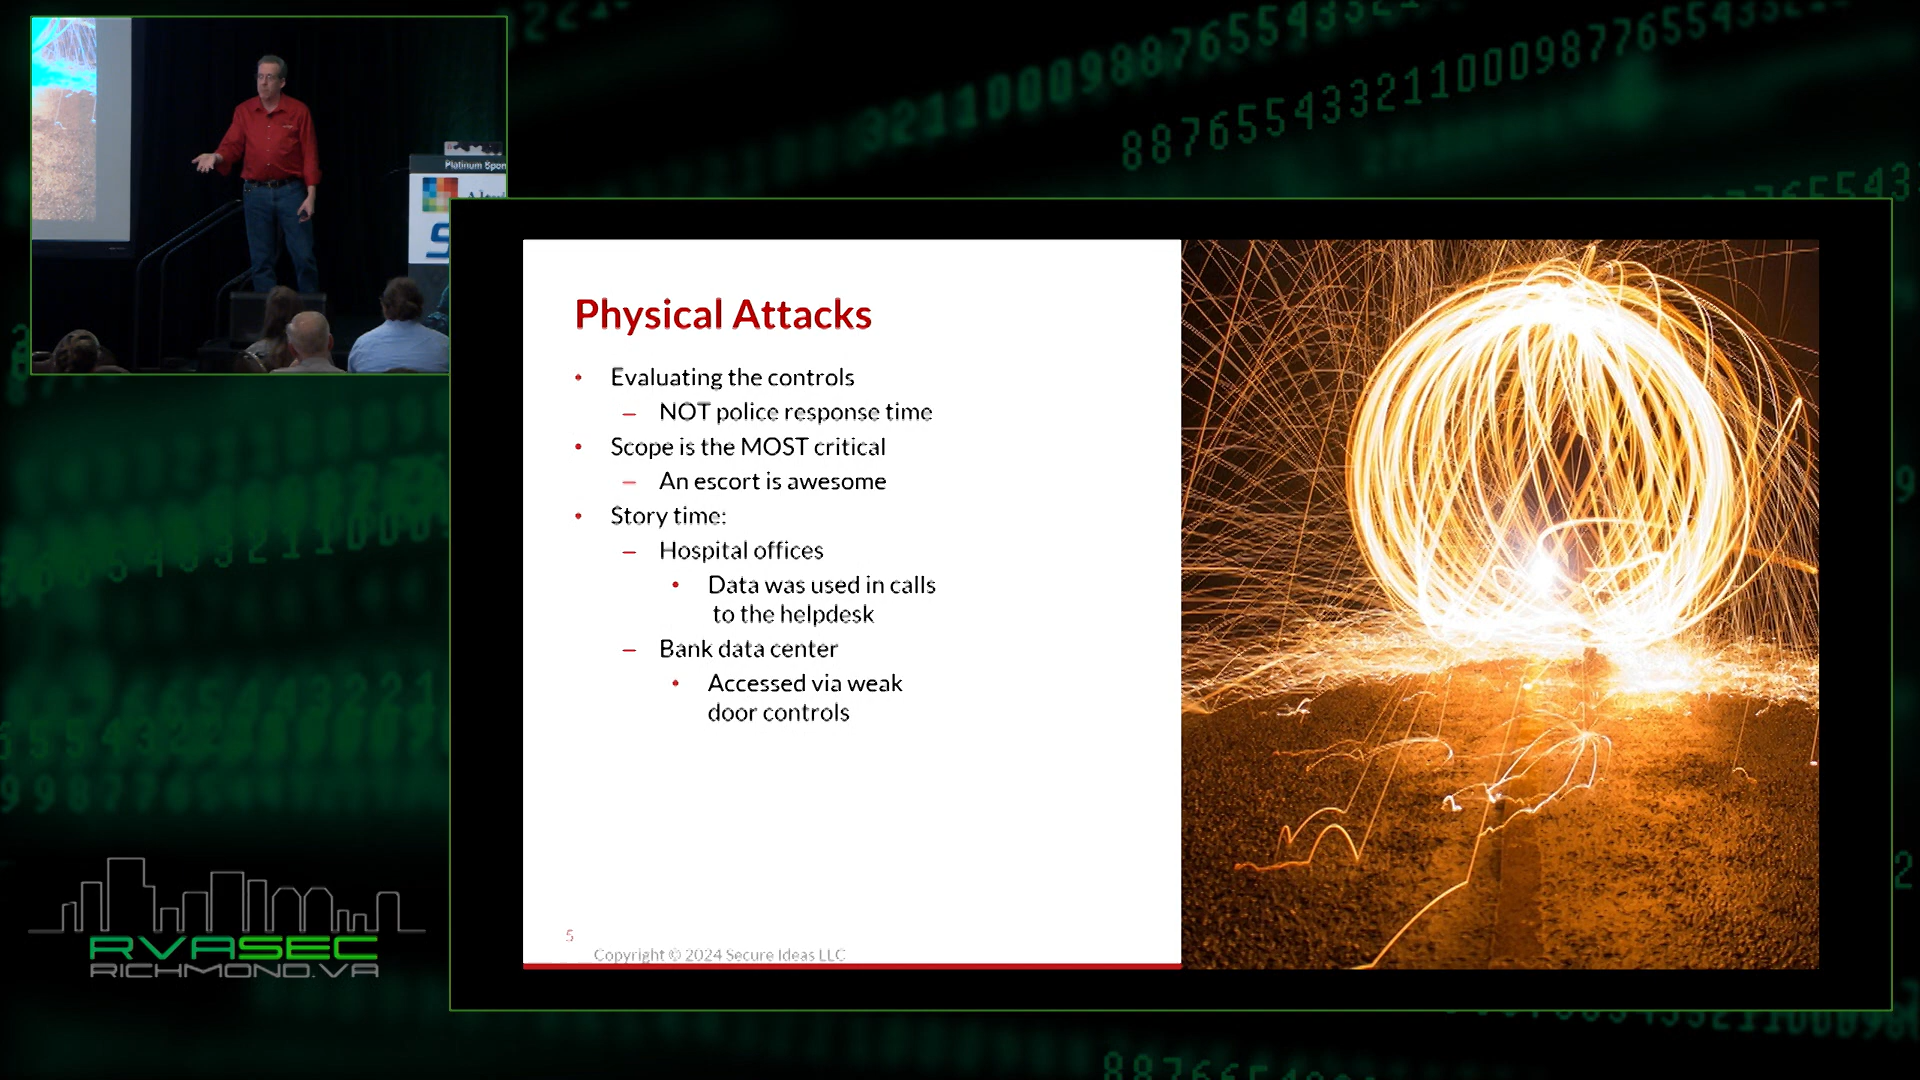 32110009887655433
88765543321100098776554332
Platinum Spon
Physical Attacks
• Evaluating the controls
– NOT police response time
• Scope is the MOST critical
– An escort is awesome
• Story time:
– Hospital offices
• Data was used in calls
to the helpdesk
– Bank data center
• Accessed via weak
door controls
5
Copyright © 2024 Secure Ideas LLC
RVASEC
RICHMOND.VA